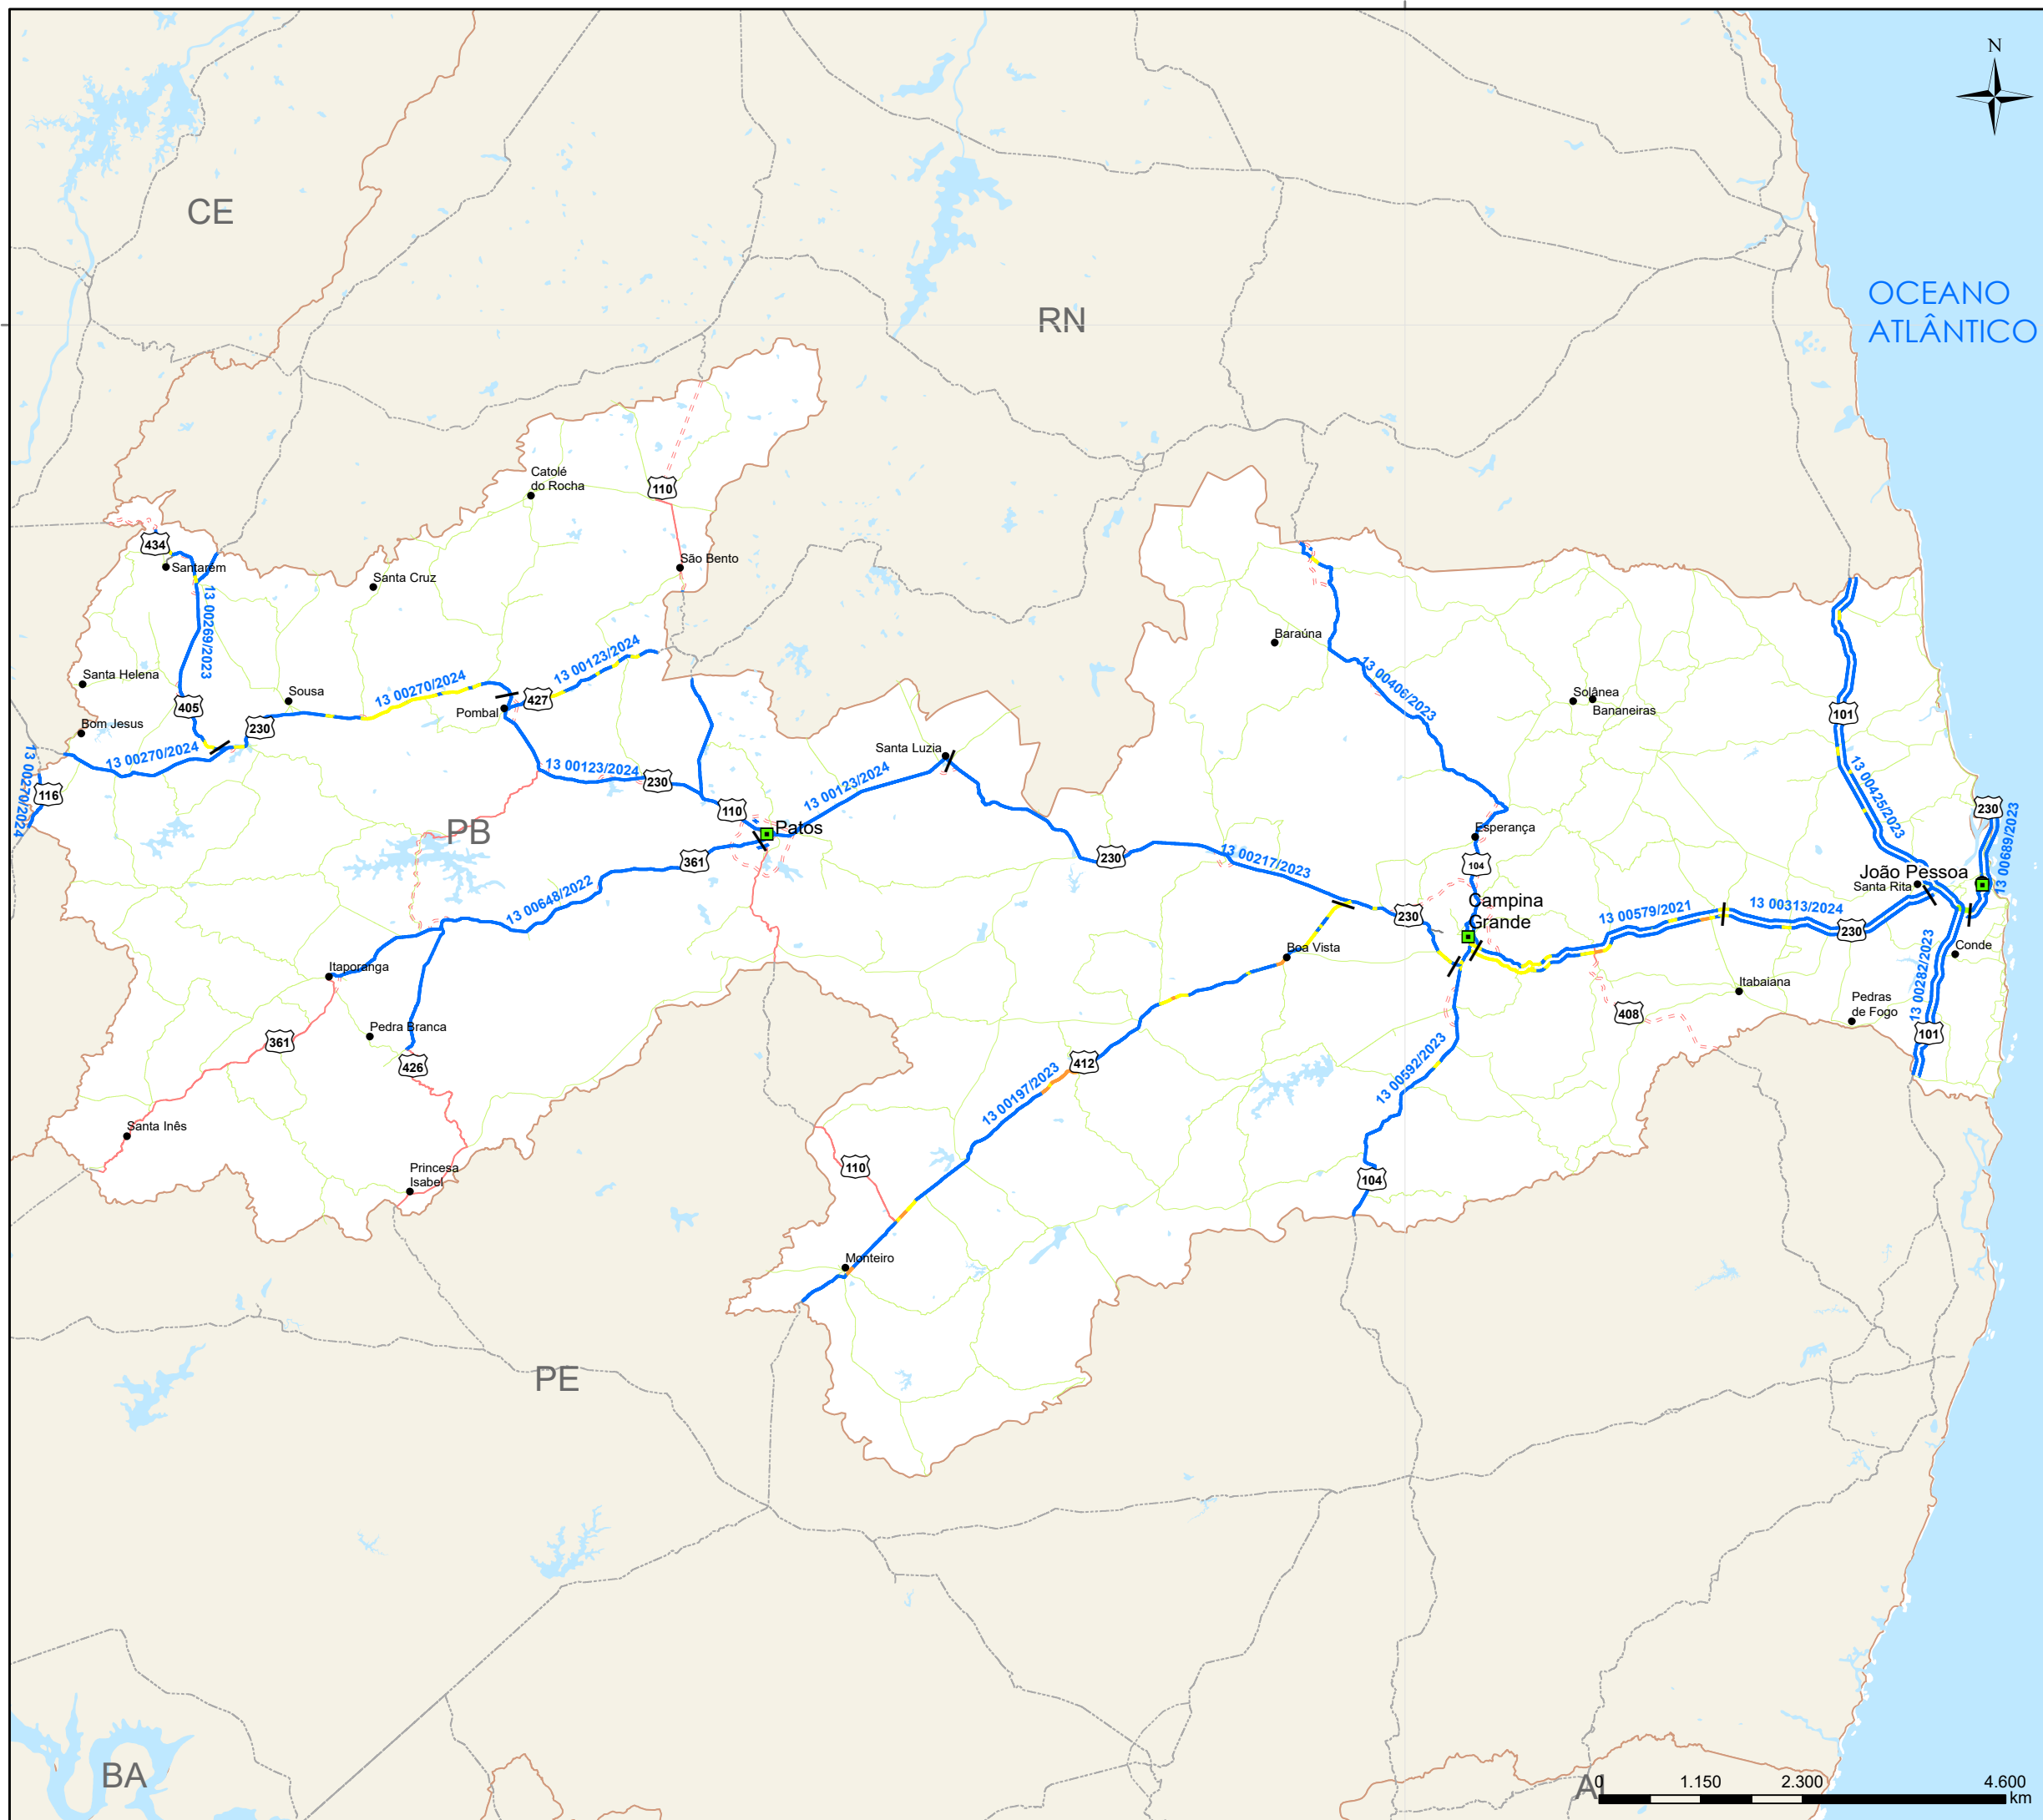 N
CE
OCEANO
ATLÂNTICO
RN
Catolé
do Rocha
110
434
Santarém
São Bento
Santa Cruz
13 00269/2023
Baraúna
13 00123/2024
Santa Helena
13 00270/2024
Sousa
427
405
Pombal
13 00406/2023
Solânea
Bananeiras
101
Bom Jesus
230
13 00270/2024
13 00270/2024
116
Santa Luzia
13 00123/2024
230
13 00123/2024
110
13 00425/2023
230
13 00689/2023
PB
Patos
Esperança
361
230
13 00217/2023
104
João Pessoa
Santa Rita
13 00648/2022
Campina
Grande
230
13 00579/2021
13 00313/2024
230
Boa Vista
Conde
Itaporanga
Itabaiana
13 00282/2023
Pedras
de Fogo
408
101
Pedra Branca
361
426
412
13 00592/2023
13 00197/2023
Santa Inês
Princesa
Isabel
110
104
Monteiro
PE
BA
AL
0
1.150
2.300
4.600
km